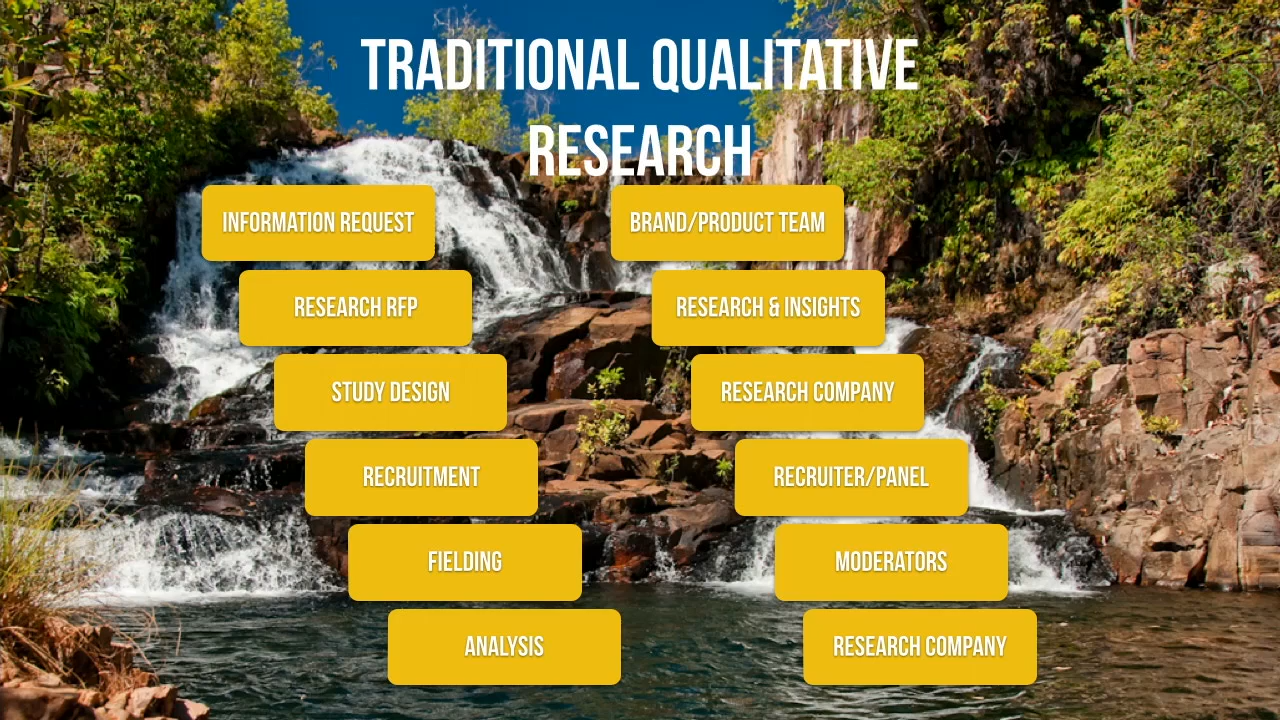 TRADITIONAL QUALITATIVE
RESEARCH
INFORMATION REQUEST
BRAND/PRODUCT TEAM
RESEARCH RFP
RESEARCH & INSIGHTS
STUDY DESIGN
RESEARCH COMPANY
RECRUITMENT
RECRUITER/PANEL
FIELDING
MODERATORS
ANALYSIS
RESEARCH COMPANY